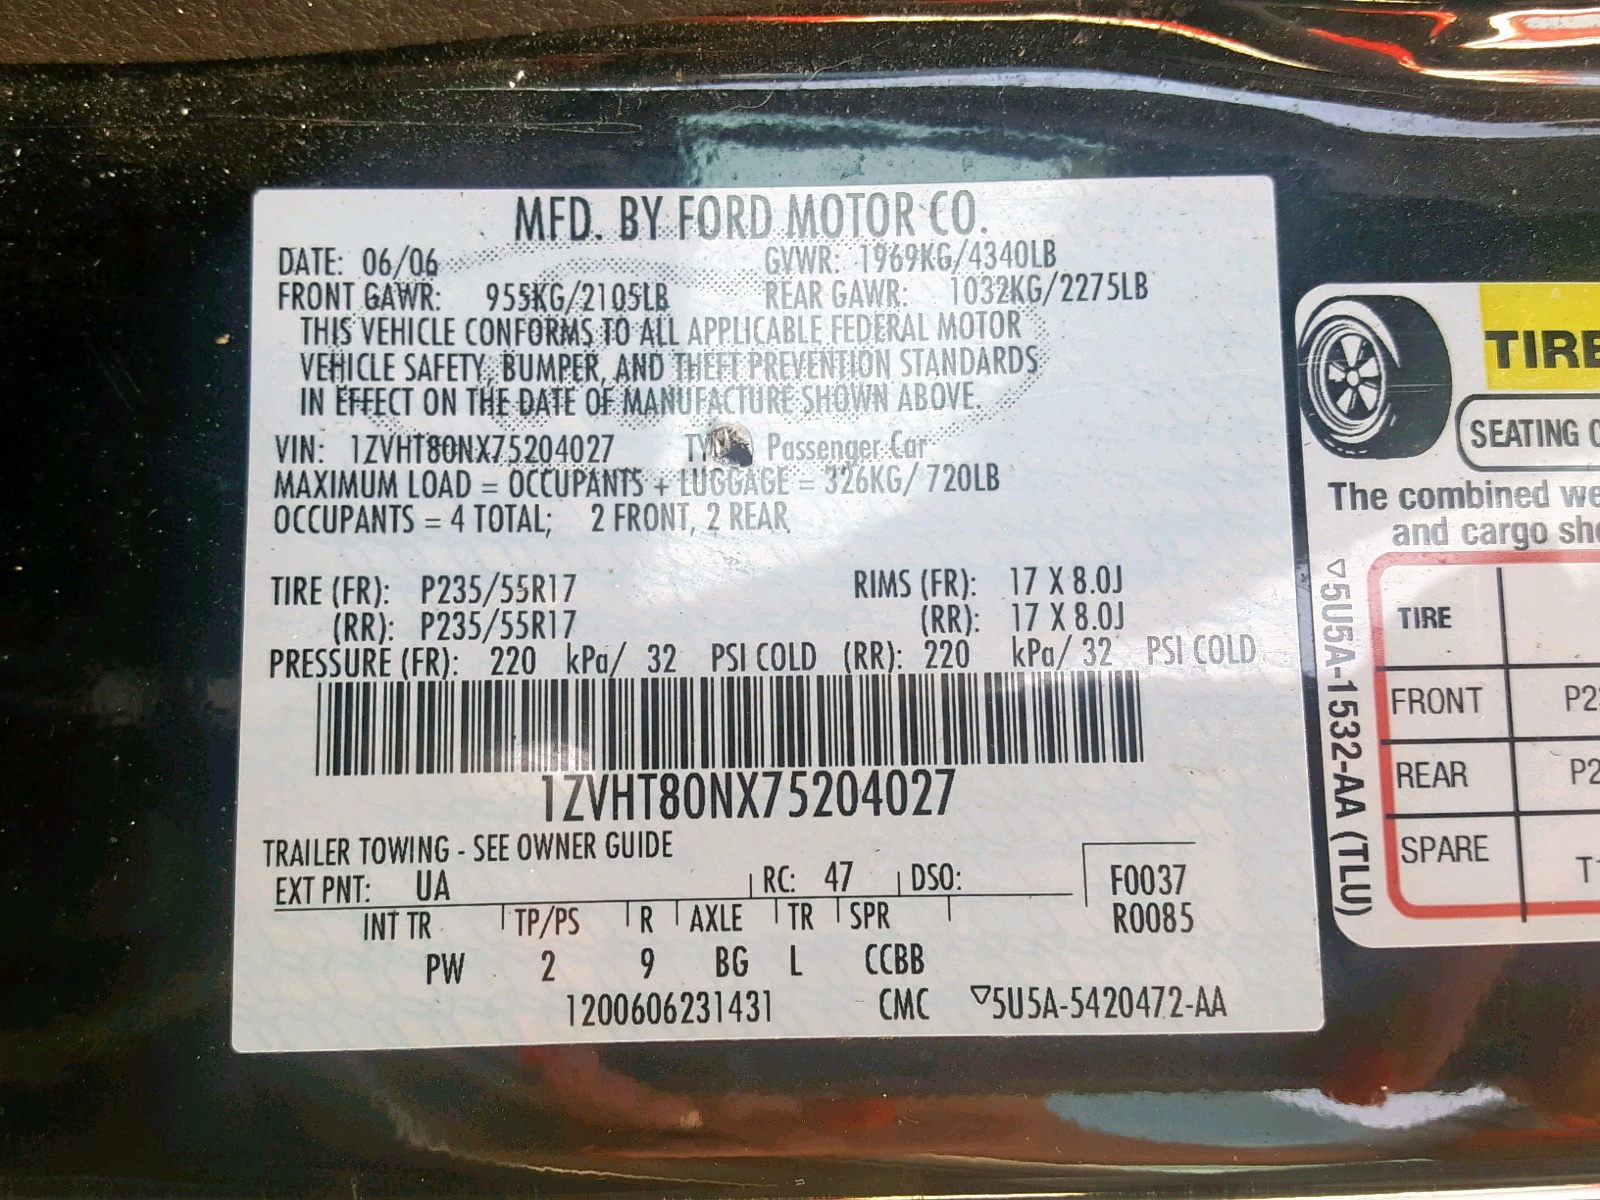 MFD. BY FORD MOTOR CO.
DATE: 06/06 GVWR: 1969KG/4340LB
FRONT GAWR: 955KG/2105LB REAR GAWR: 1032KG/2275LB
THIS VEHICLE CONFORMS TO ALL APPLICABLE FEDERAL MOTOR
VEHICLE SAFETY, BUMPER, AND THEFT PREVENTION STANDARDS
IN EFFECT ON THE DATE OF MANUFACTURE SHOWN ABOVE.
VIN: 1ZVHT80NX75204027 Passenger Car
MAXIMUM LOAD = OCCUPANTS + LUGGAGE = 326KG/ 720LB
OCCUPANTS = 4 TOTAL; 2 FRONT, 2 REAR
TIRE (FR): P235/55R17 RIMS (FR): 17 X 8.0J
(RR): P235/55R17 (RR): 17 X 8.0J
PRESSURE (FR): 220 kPa/ 32 PSI COLD (RR): 220 kPa/ 32 PSI COLD
1ZVHT80NX75204027
TRAILER TOWING - SEE OWNER GUIDE
EXT PNT: UA RC: 47 DSO: F0037
INT TR TP/PS R AXLE TR SPR R0085
PW 2 9 BG L CCBB
1200606231431 CMC ▽5U5A-5420472-AA
TIRE
SEATING
The combined
and cargo
▽5U5A-1532-AA (TLU)
TIRE
FRONT
REAR
SPARE